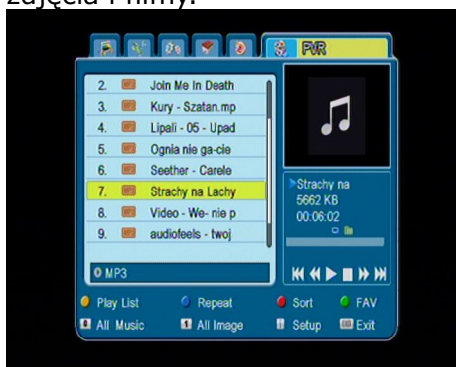 zdjęcia i filmy.
PVR
2. Join Me In Death
3. Kury - Szatan.mp
4. Lipali - 05 - Upad
5. Ognia nie ga-cie
6. Seether - Carele
7. Strachy na Lachy
8. Video - We- nie p
9. audiofeels - twoj
Strachy na
5662 KB
00:06:02
MP3
Play List Repeat Sort FAV
All Music 1 All Image Setup Exit